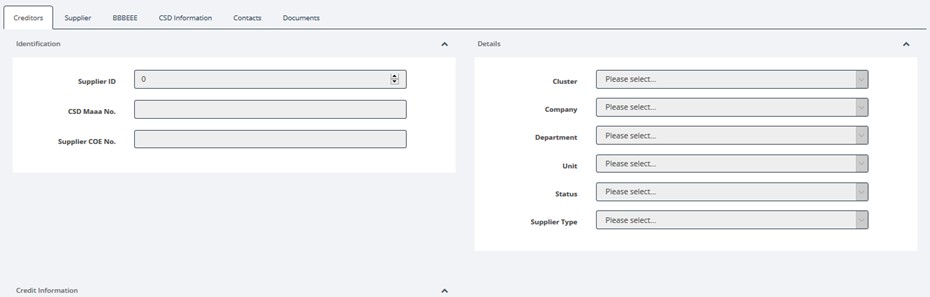 Creditors Supplier BBBEEE CSD Information Contacts Documents
Identification
Supplier ID 0
CSD Maaa No.
Supplier COE No.
Details
Cluster Please select...
Company Please select...
Department Please select...
Unit Please select...
Status Please select...
Supplier Type Please select...
Credit Information